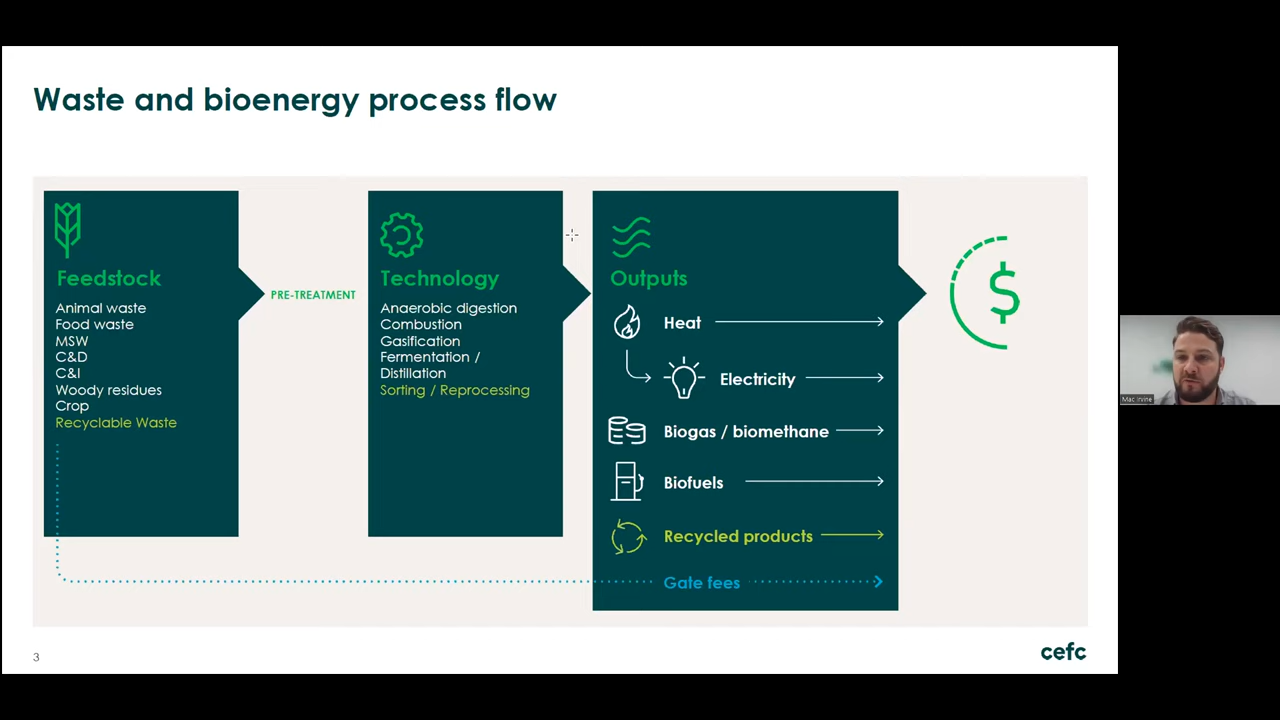 Waste and bioenergy process flow
Feedstock
Animal waste
Food waste
MSW
C&D
C&I
Woody residues
Crop
Recyclable Waste
PRE-TREATMENT
Technology
Anaerobic digestion
Combustion
Gasification
Fermentation /
Distillation
Sorting / Reprocessing
Outputs
Heat
Electricity
Biogas / biomethane
Biofuels
Recycled products
Gate fees
$
Mac Irvine
3
cefc